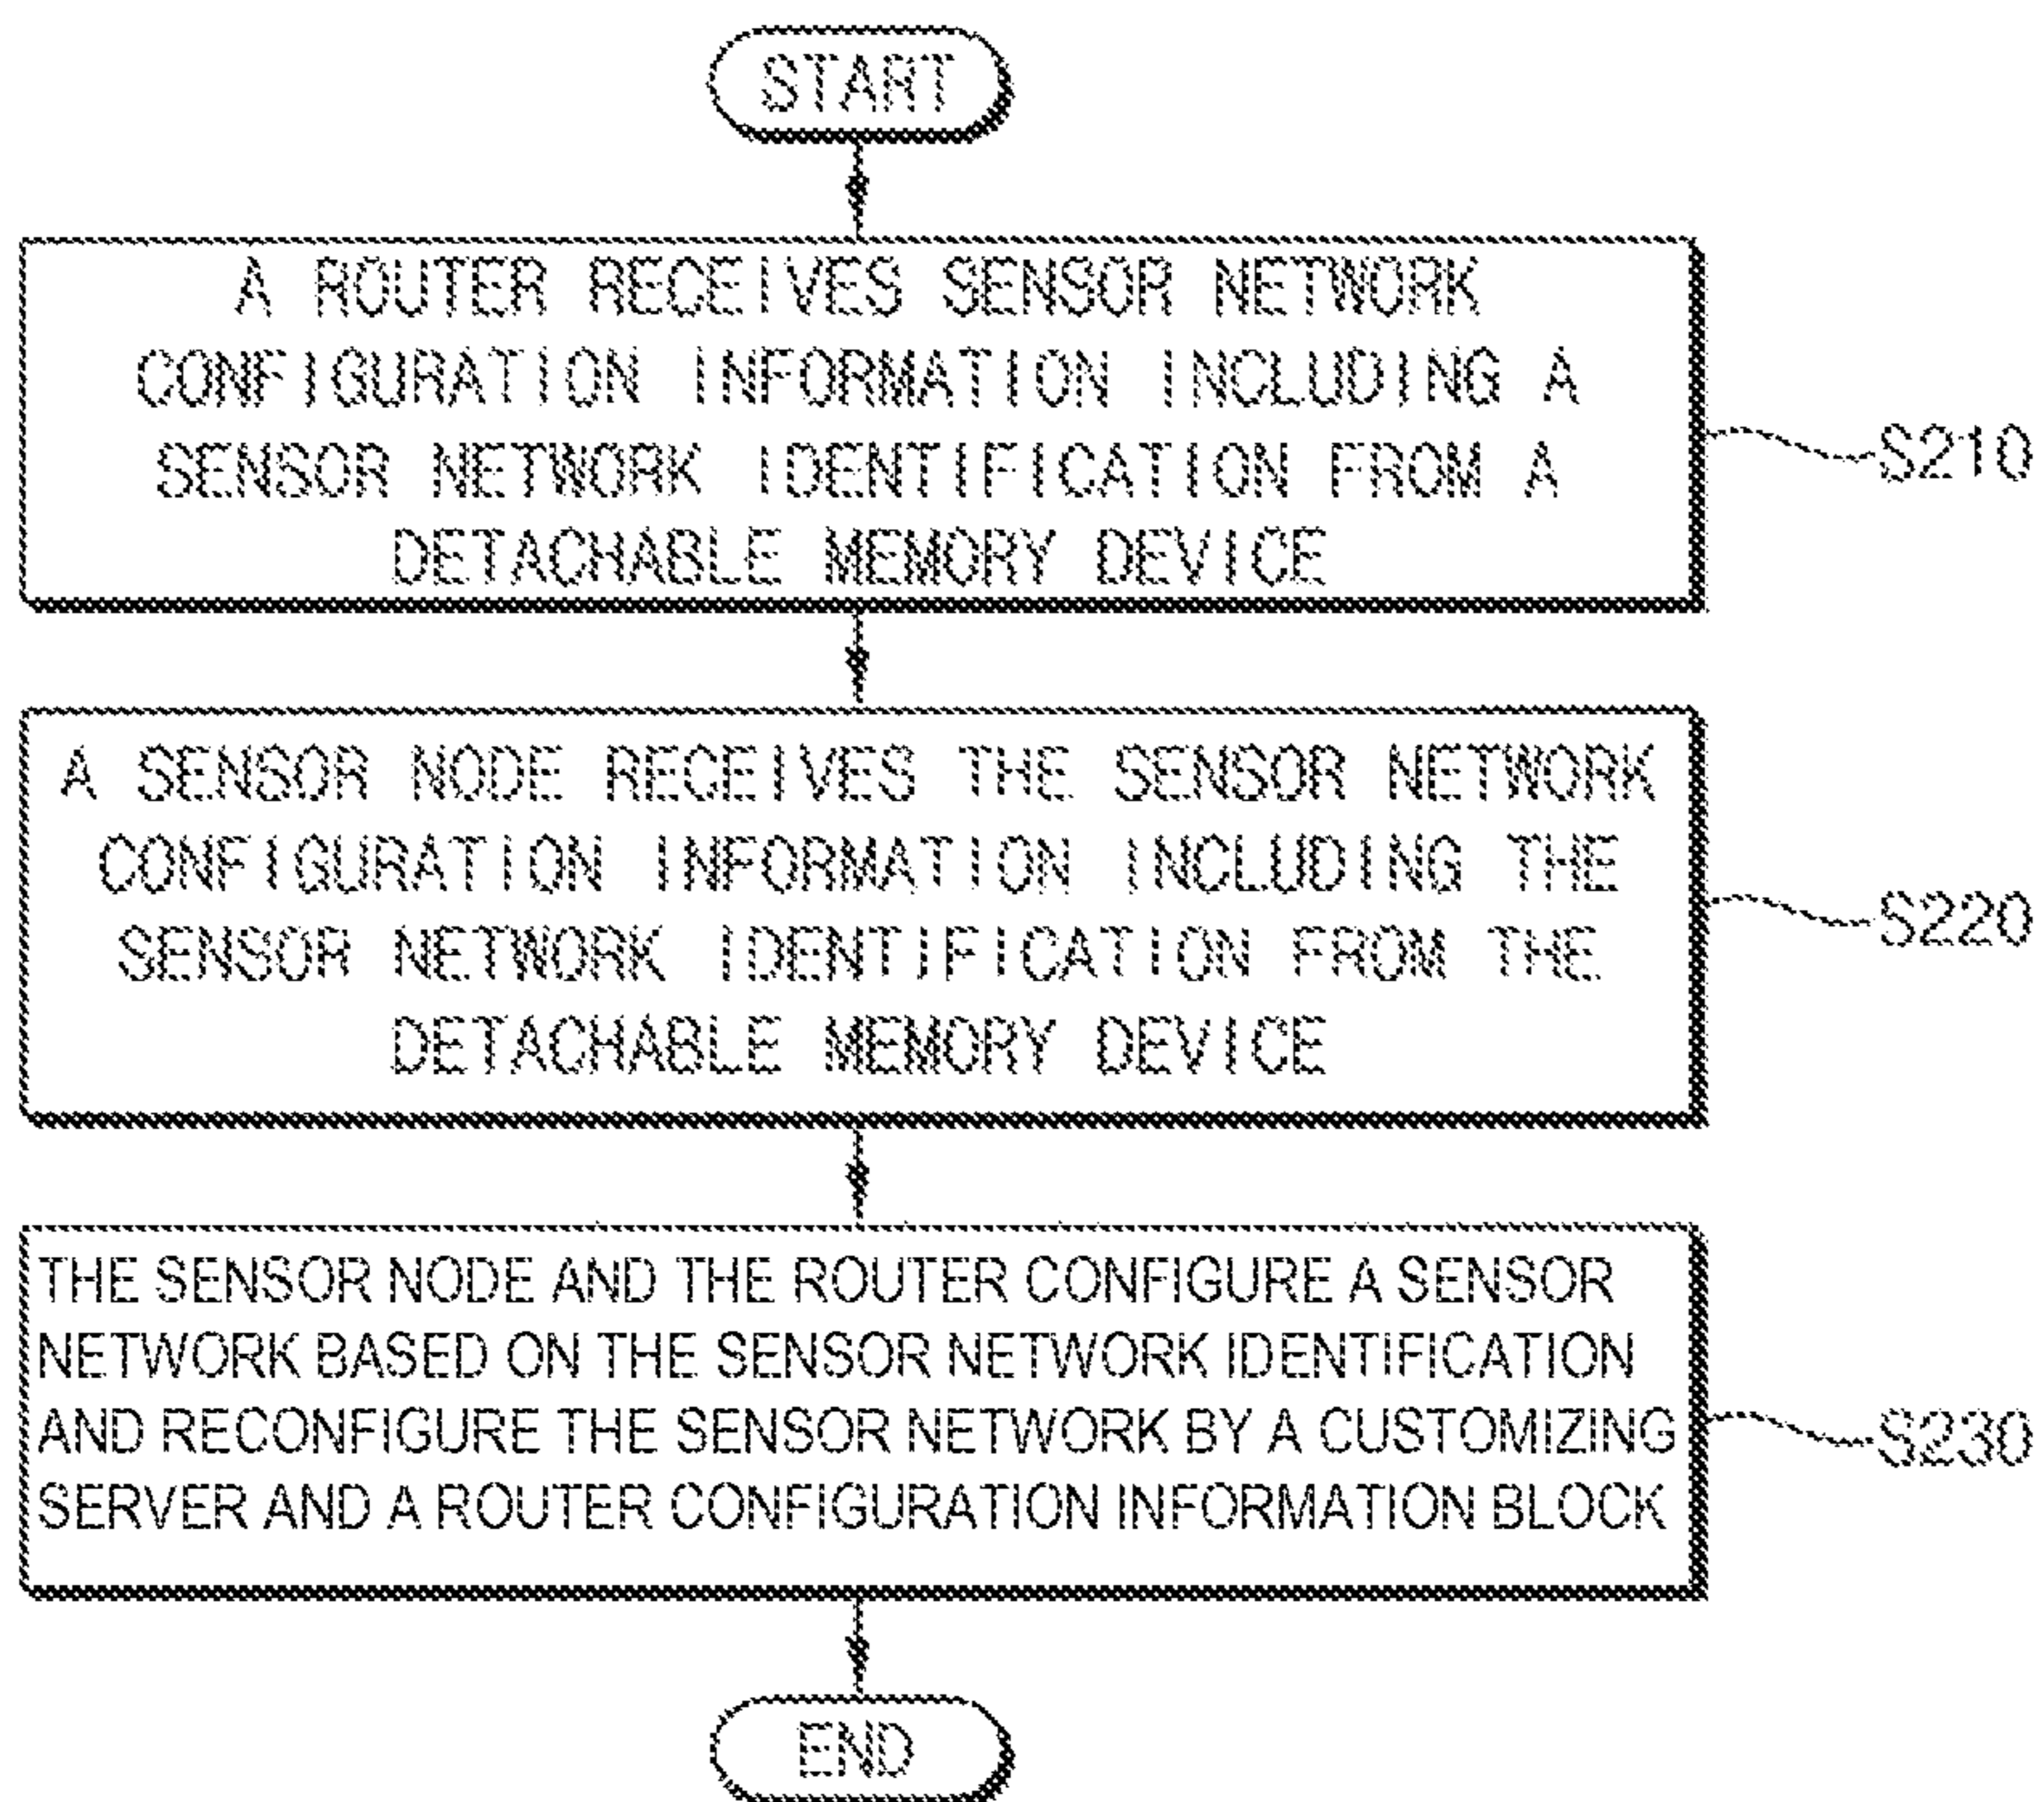 START
A ROUTER RECEIVES SENSOR NETWORK
CONFIGURATION INFORMATION INCLUDING A
SENSOR NETWORK IDENTIFICATION FROM A
DETACHABLE MEMORY DEVICE
S210
A SENSOR NODE RECEIVES THE SENSOR NETWORK
CONFIGURATION INFORMATION INCLUDING THE
SENSOR NETWORK IDENTIFICATION FROM THE
DETACHABLE MEMORY DEVICE
S220
THE SENSOR NODE AND THE ROUTER CONFIGURE A SENSOR
NETWORK BASED ON THE SENSOR NETWORK IDENTIFICATION
AND RECONFIGURE THE SENSOR NETWORK BY A CUSTOMIZING
SERVER AND A ROUTER CONFIGURATION INFORMATION BLOCK
S230
END